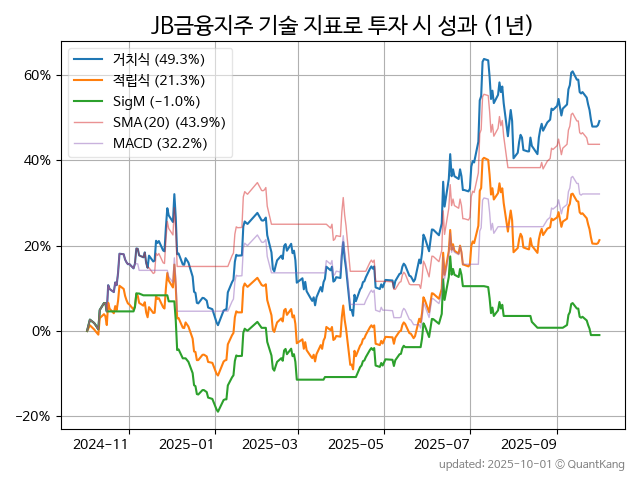 JB금융지주 기술 지표로 투자 시 성과 (1년)
거치식 (49.3%)
적립식 (21.3%)
SigM (−1.0%)
SMA(20) (43.9%)
MACD (32.2%)
60%
40%
20%
0%
−20%
2024-11
2025-01
2025-03
2025-05
2025-07
2025-09
updated: 2025-10-01 © QuantKang